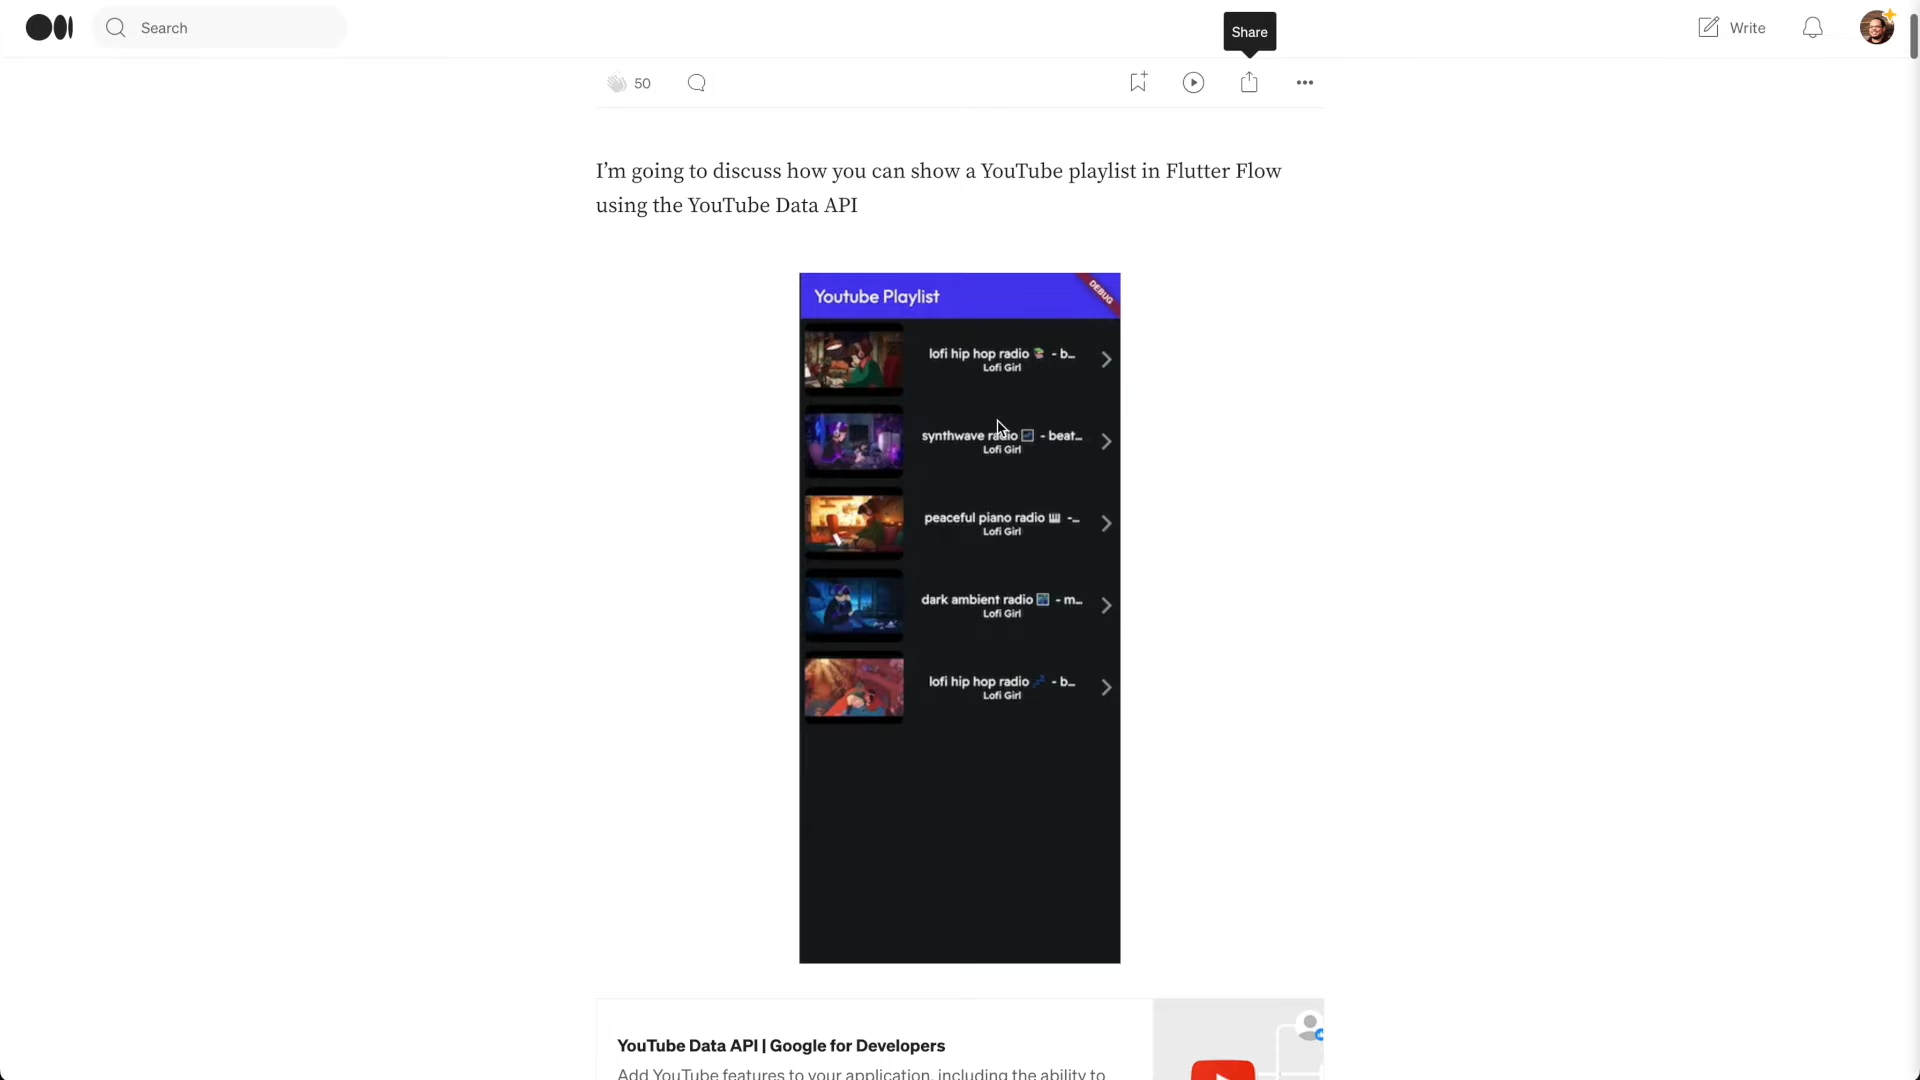 Search
Share
Write
50
I’m going to discuss how you can show a YouTube playlist in Flutter Flow
using the YouTube Data API
Youtube Playlist
DEBUG
lofi hip hop radio 📚 - b...
Lofi Girl
synthwave radio 🌌 - beat...
Lofi Girl
peaceful piano radio 🎹 -...
Lofi Girl
dark ambient radio 🌃 - m...
Lofi Girl
lofi hip hop radio 💤 - b...
Lofi Girl
YouTube Data API | Google for Developers
Add YouTube features to your application, including the ability to